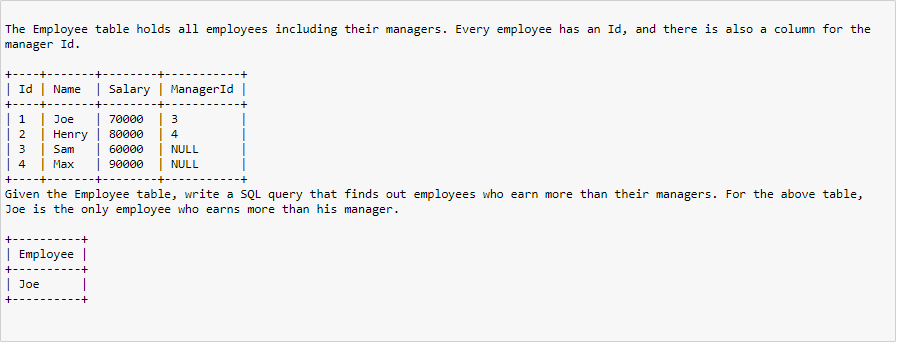 The Employee table holds all employees including their managers. Every employee has an Id, and there is also a column for the
manager Id.
+----+-------+--------+-----------+
| Id | Name  | Salary | ManagerId |
+----+-------+--------+-----------+
| 1  | Joe   | 70000  | 3         |
| 2  | Henry | 80000  | 4         |
| 3  | Sam   | 60000  | NULL      |
| 4  | Max   | 90000  | NULL      |
+----+-------+--------+-----------+
Given the Employee table, write a SQL query that finds out employees who earn more than their managers. For the above table,
Joe is the only employee who earns more than his manager.
+----------+
| Employee |
+----------+
| Joe      |
+----------+